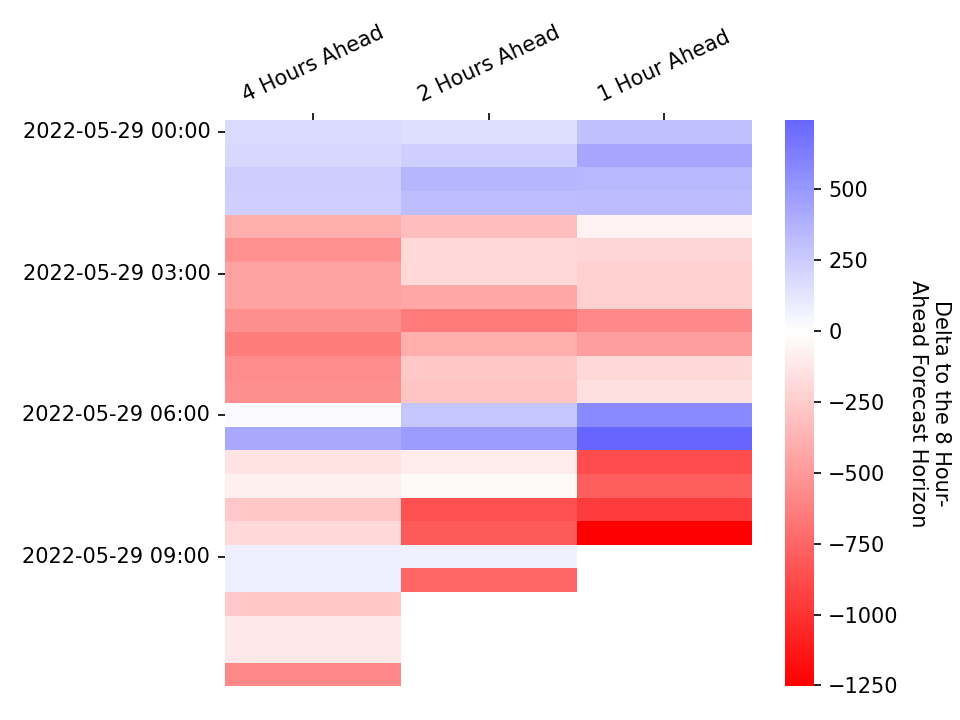 4 Hours Ahead
2 Hours Ahead
1 Hour Ahead
2022-05-29 00:00
2022-05-29 03:00
2022-05-29 06:00
2022-05-29 09:00
500
250
0
−250
−500
−750
−1000
−1250
Delta to the 8 Hour-
Ahead Forecast Horizon